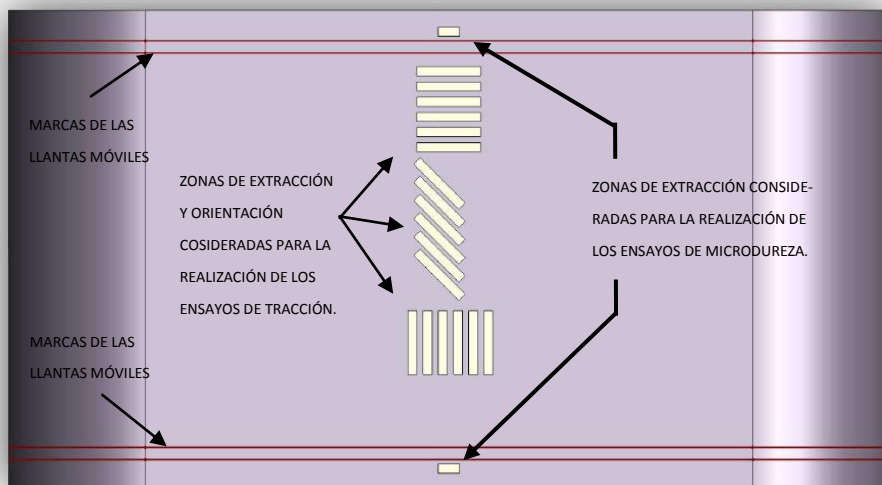 MARCAS DE LAS
LLANTAS MÓVILES
ZONAS DE EXTRACCIÓN
Y ORIENTACIÓN
COSIDERADAS PARA LA
REALIZACIÓN DE LOS
ENSAYOS DE TRACCIÓN.
ZONAS DE EXTRACCIÓN CONSIDE-
RADAS PARA LA REALIZACIÓN DE
LOS ENSAYOS DE MICRODUREZA.
MARCAS DE LAS
LLANTAS MÓVILES